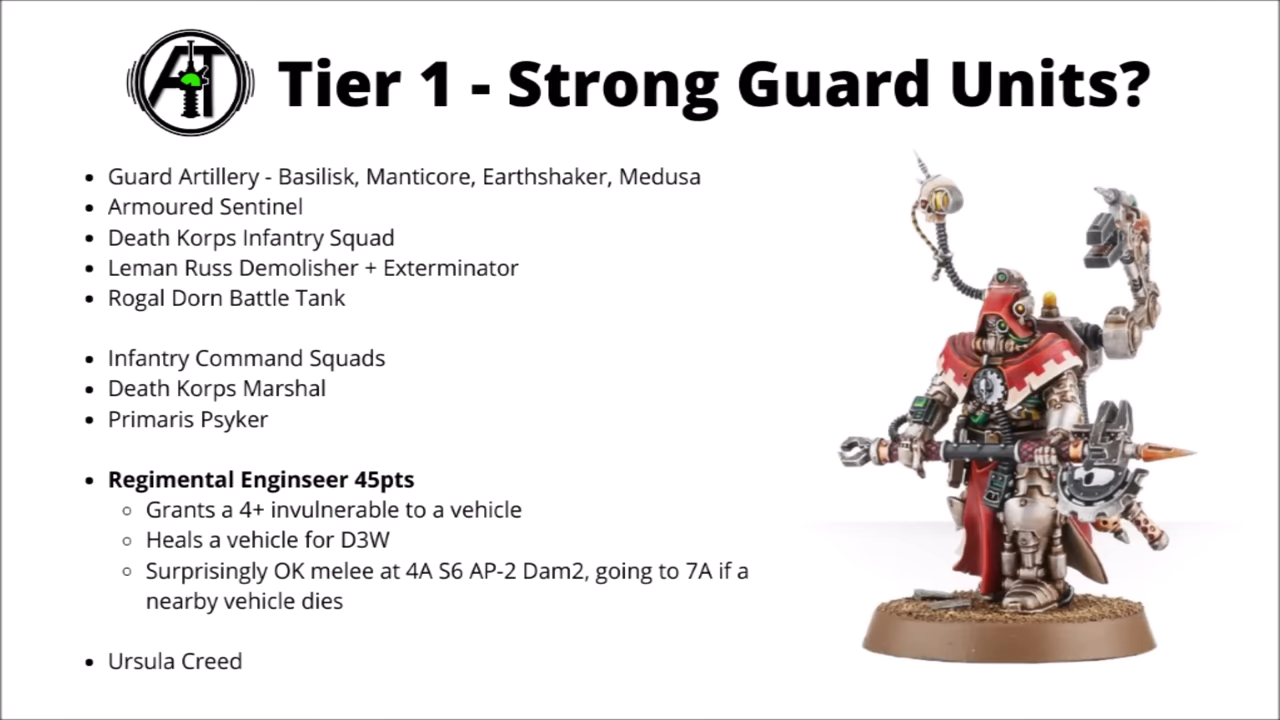 AT
Tier 1 - Strong Guard Units?
• Guard Artillery - Basilisk, Manticore, Earthshaker, Medusa
• Armoured Sentinel
• Death Korps Infantry Squad
• Leman Russ Demolisher + Exterminator
• Rogal Dorn Battle Tank
• Infantry Command Squads
• Death Korps Marshal
• Primaris Psyker
• Regimental Enginseer 45pts
◦ Grants a 4+ invulnerable to a vehicle
◦ Heals a vehicle for D3W
◦ Surprisingly OK melee at 4A S6 AP-2 Dam2, going to 7A if a
nearby vehicle dies
• Ursula Creed